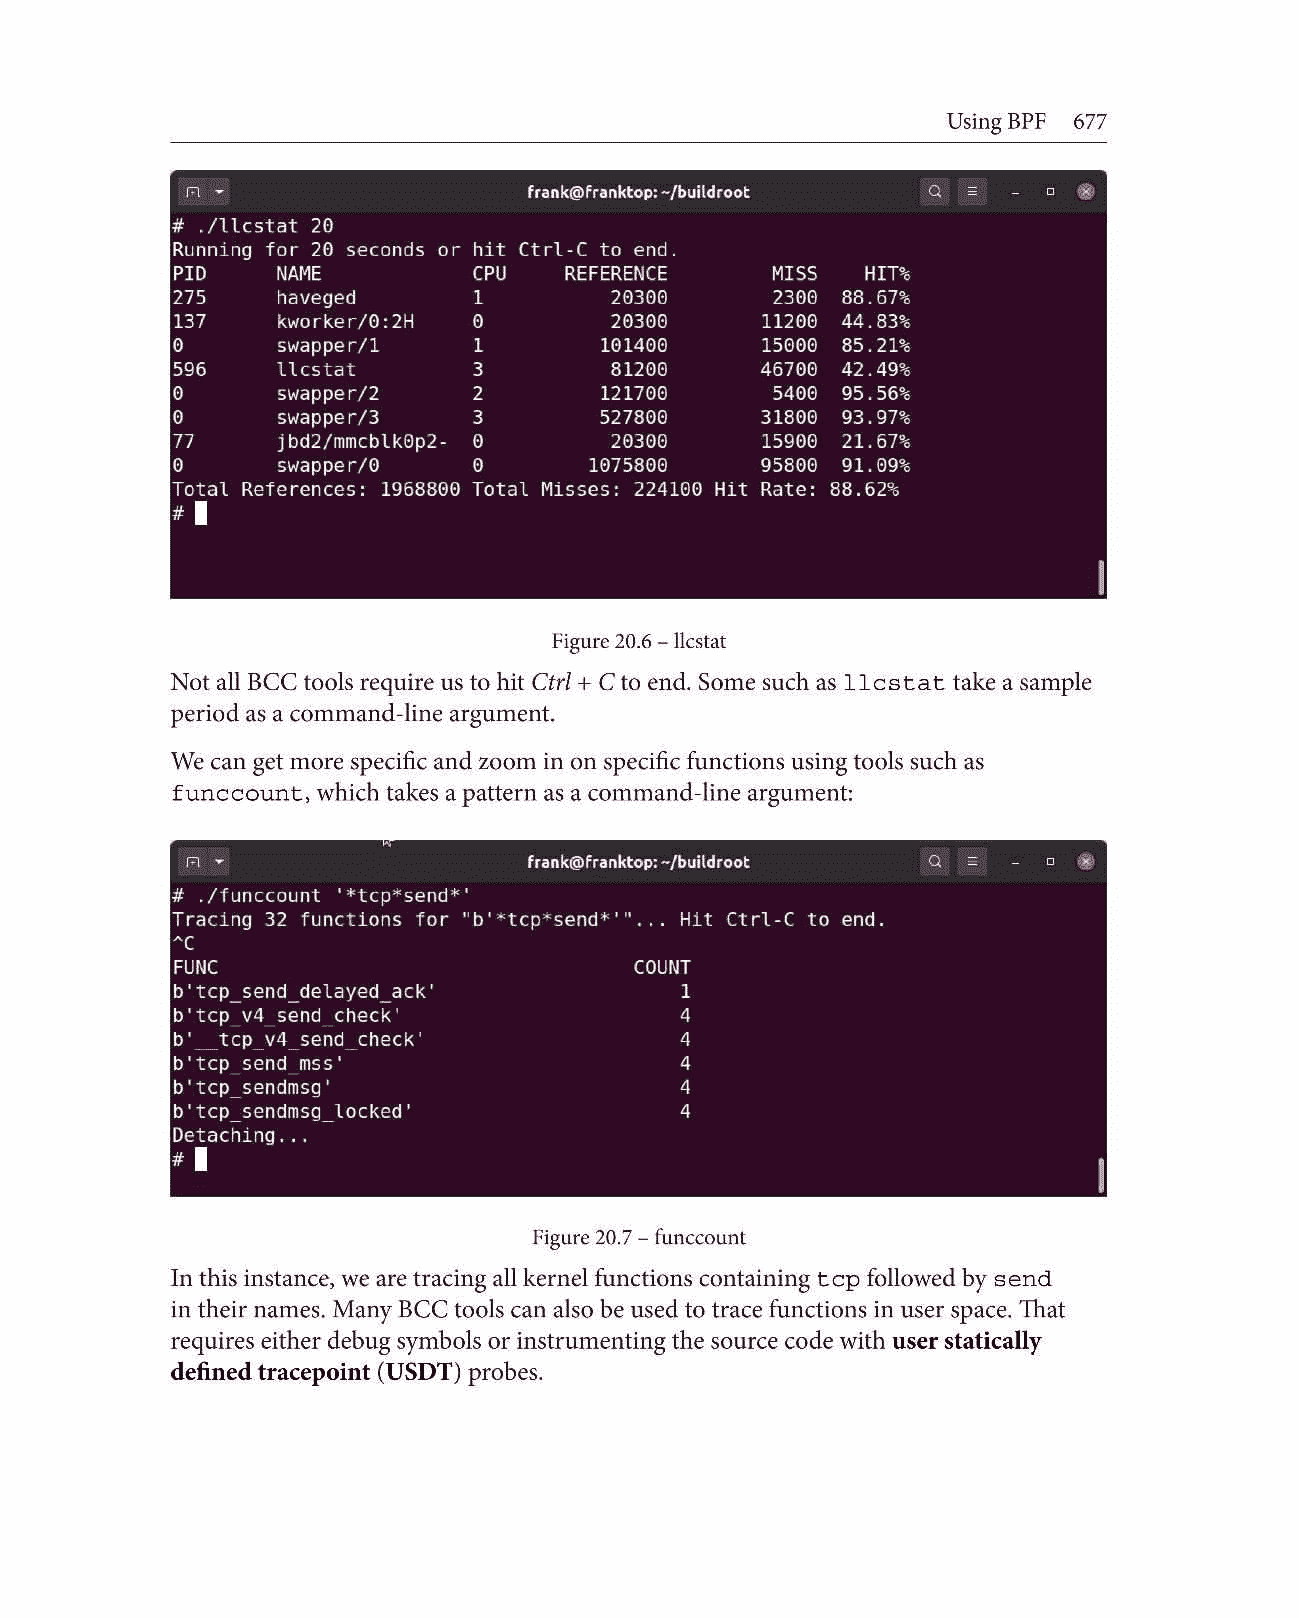 Using BPF 677
frank@franktop: ~/buildroot
# ./llcstat 20
Running for 20 seconds or hit Ctrl-C to end.
PID      NAME             CPU     REFERENCE         MISS    HIT%
275      haveged          1           20300         2300  88.67%
137      kworker/0:2H     0           20300        11200  44.83%
0        swapper/1        1          101400        15000  85.21%
596      llcstat          3           81200        46700  42.49%
0        swapper/2        2          121700         5400  95.56%
0        swapper/3        3          527800        31800  93.97%
77       jbd2/mmcblk0p2-  0           20300        15900  21.67%
0        swapper/0        0         1075800        95800  91.09%
Total References: 1968800 Total Misses: 224100 Hit Rate: 88.62%
#
Figure 20.6 – llcstat
Not all BCC tools require us to hit Ctrl + C to end. Some such as llcstat take a sample
period as a command-line argument.
We can get more specific and zoom in on specific functions using tools such as
funccount, which takes a pattern as a command-line argument:
frank@franktop: ~/buildroot
# ./funccount '*tcp*send*'
Tracing 32 functions for "b'*tcp*send*'"... Hit Ctrl-C to end.
^C
FUNC                                    COUNT
b'tcp_send_delayed_ack'                     1
b'tcp_v4_send_check'                        4
b'__tcp_v4_send_check'                      4
b'tcp_send_mss'                             4
b'tcp_sendmsg'                              4
b'tcp_sendmsg_locked'                       4
Detaching...
#
Figure 20.7 – funccount
In this instance, we are tracing all kernel functions containing tcp followed by send
in their names. Many BCC tools can also be used to trace functions in user space. That
requires either debug symbols or instrumenting the source code with user statically
defined tracepoint (USDT) probes.